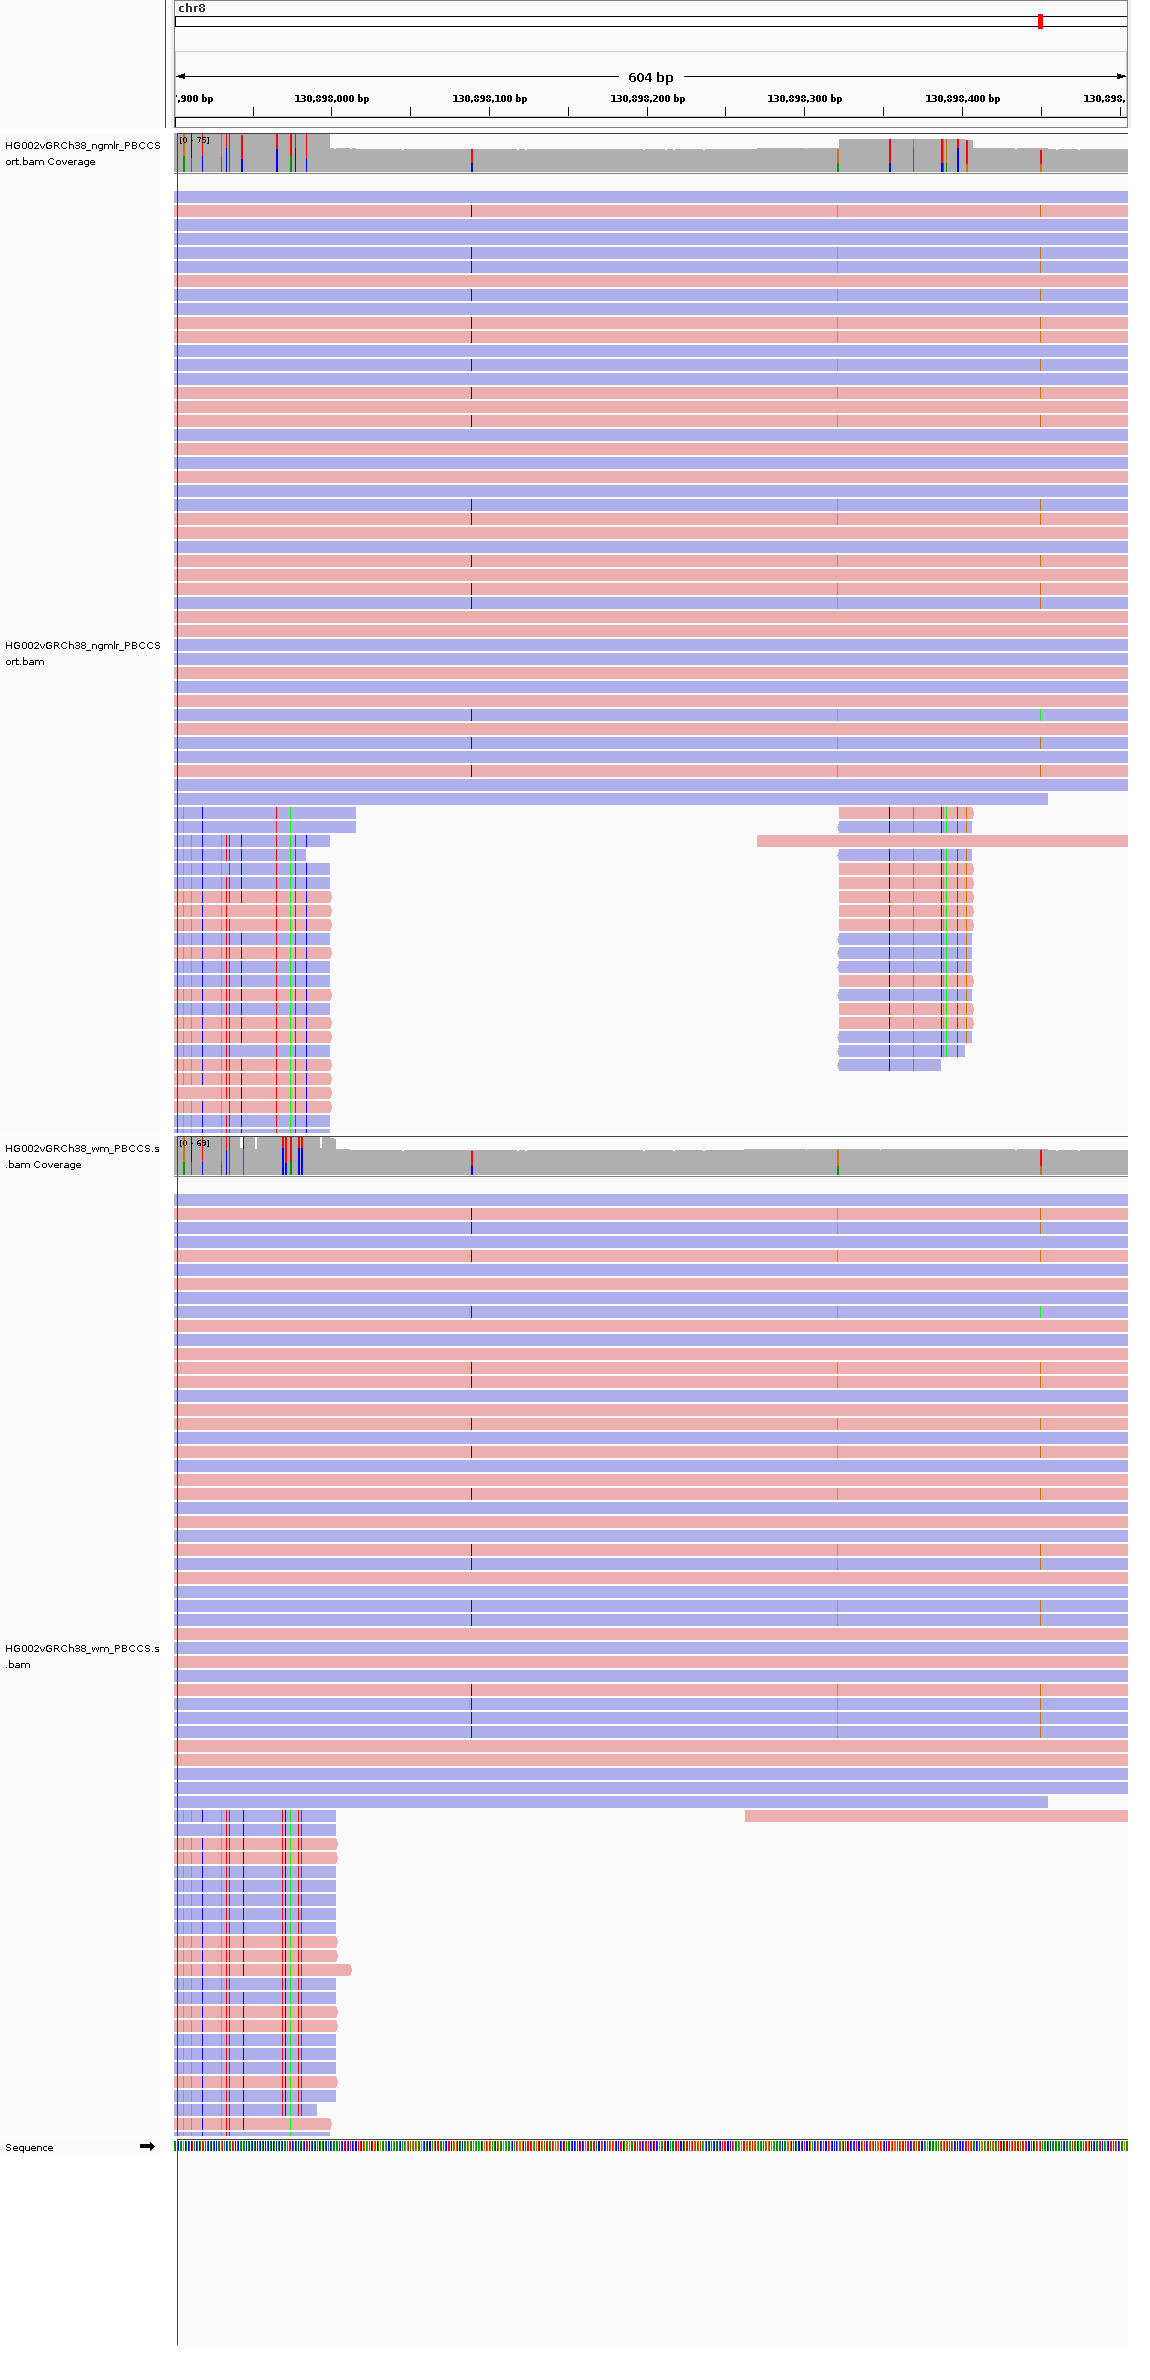 chr8
604 bp
',900 bp 130,898,000 bp 130,898,100 bp 130,898,200 bp 130,898,300 bp 130,898,400 bp 130,898,
[0 - 75]
HG002vGRCh38_ngmlr_PBCCS
ort.bam Coverage
HG002vGRCh38_ngmlr_PBCCS
ort.bam
[0 - 69]
HG002vGRCh38_wm_PBCCS.s
.bam Coverage
HG002vGRCh38_wm_PBCCS.s
.bam
Sequence